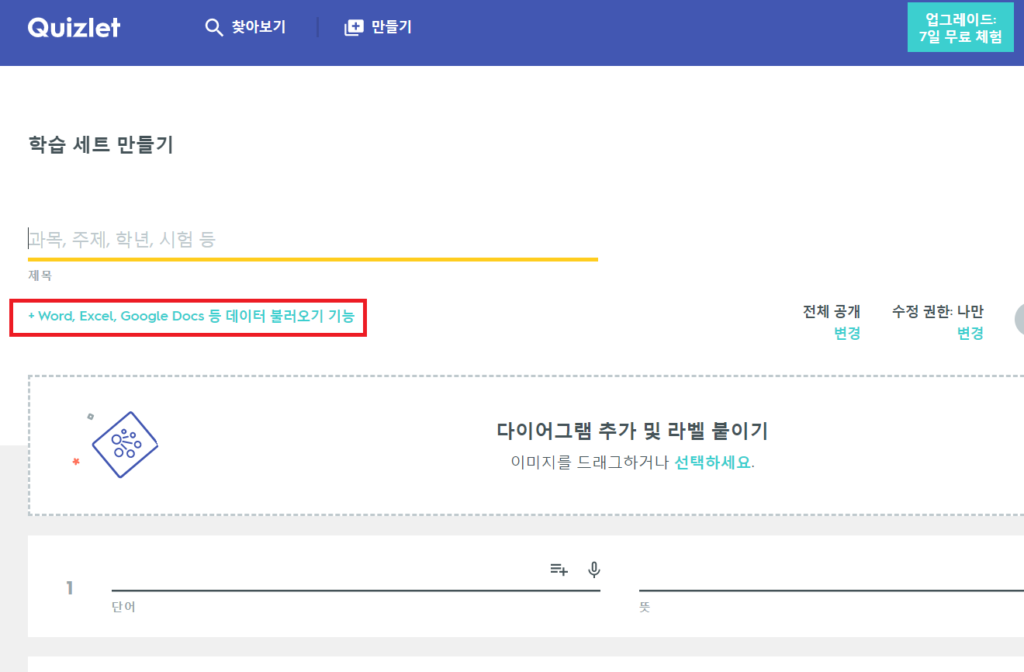 Quizlet
찾아보기
만들기
업그레이드:
7일 무료 체험
학습 세트 만들기
과목, 주제, 학년, 시험 등
제목
+ Word, Excel, Google Docs 등 데이터 불러오기 기능
전체 공개
변경
수정 권한: 나만
변경
다이어그램 추가 및 라벨 붙이기
이미지를 드래그하거나 선택하세요.
1
단어
뜻